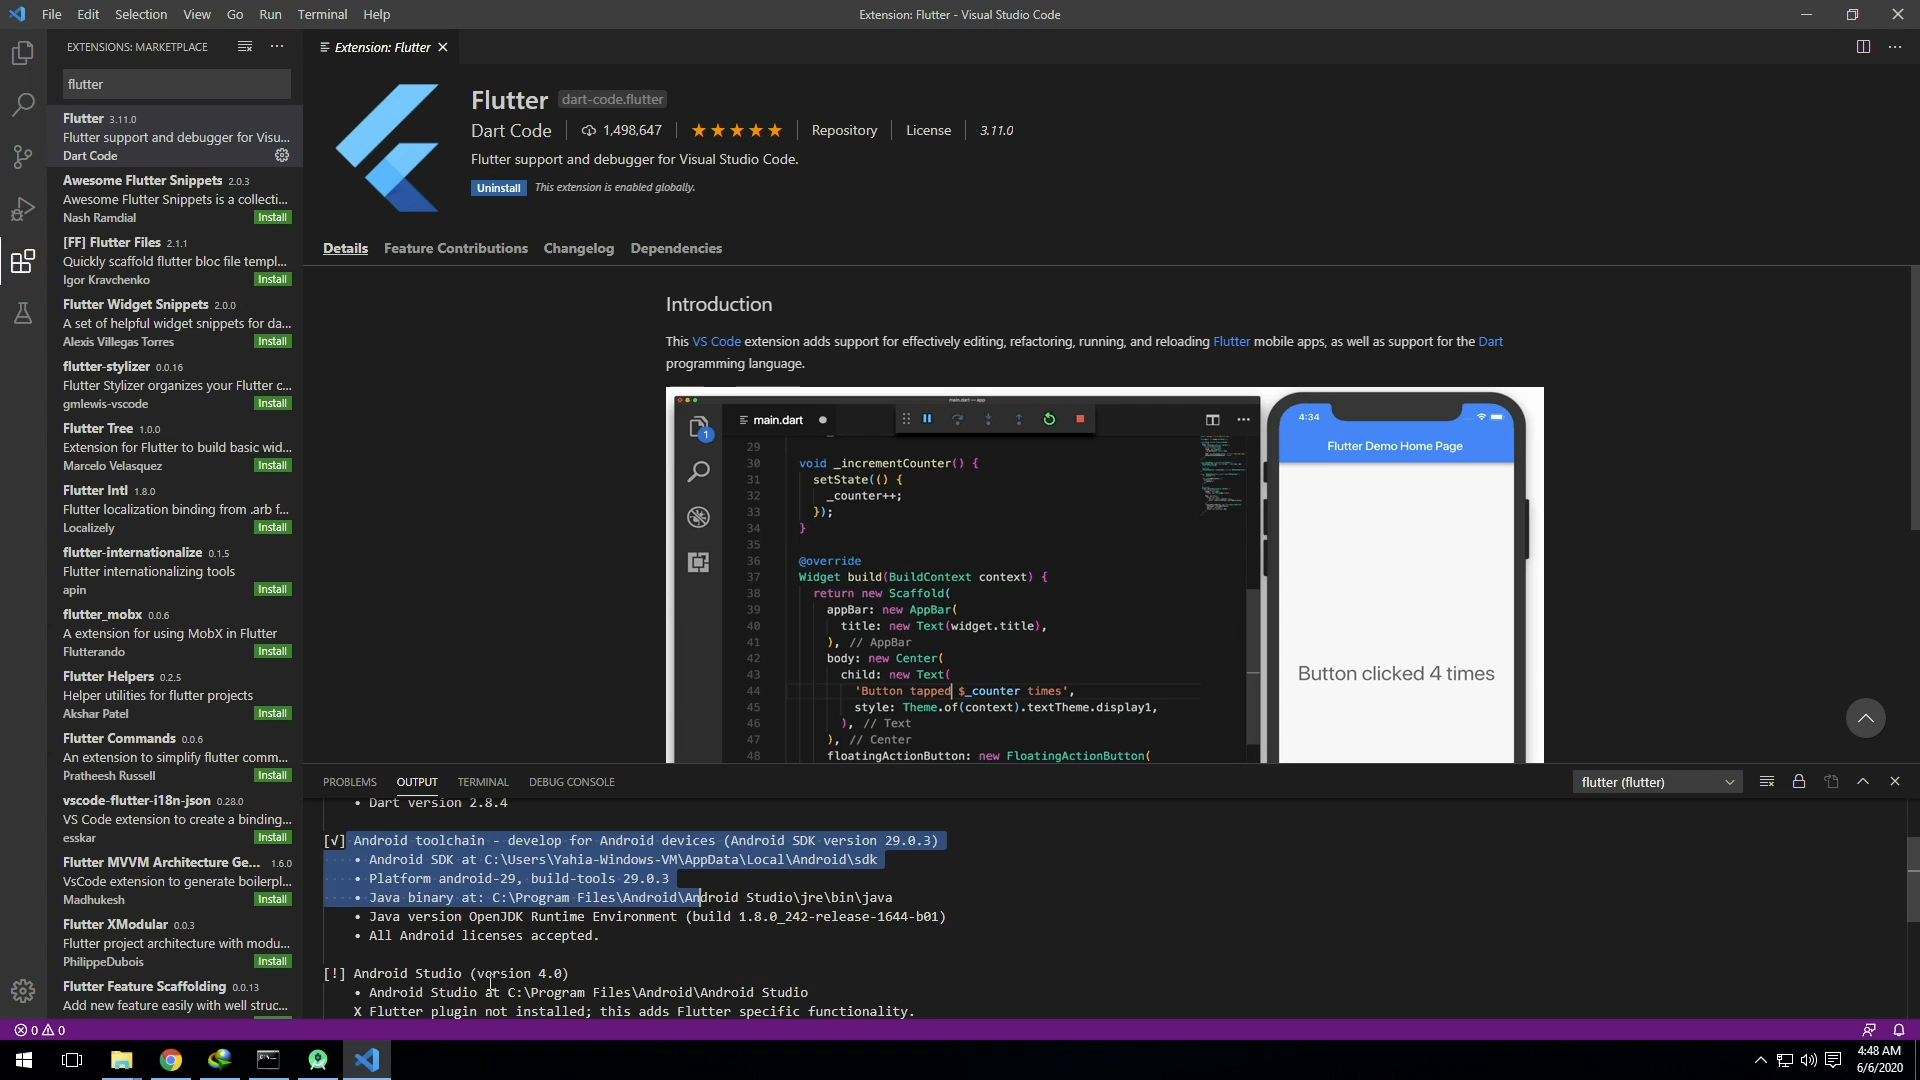 File Edit Selection View Go Run Terminal Help
Extension: Flutter - Visual Studio Code
EXTENSIONS: MARKETPLACE
flutter
Flutter 3.11.0
Flutter support and debugger for Visu...
Dart Code
Awesome Flutter Snippets 2.0.3
Awesome Flutter Snippets is a collecti...
Nash Ramdial Install
[FF] Flutter Files 2.1.1
Quickly scaffold flutter bloc file templ...
Igor Kravchenko Install
Flutter Widget Snippets 2.0.0
A set of helpful widget snippets for da...
Alexis Villegas Torres Install
flutter-stylizer 0.0.16
Flutter Stylizer organizes your Flutter c...
gmlewis-vscode Install
Flutter Tree 1.0.0
Extension for Flutter to build basic wid...
Marcelo Velasquez Install
Flutter Intl 1.8.0
Flutter localization binding from .arb f...
Localizely Install
flutter-internationalize 0.1.5
Flutter internationalizing tools
apin Install
flutter_mobx 0.0.6
A extension for using MobX in Flutter
Flutterando Install
Flutter Helpers 0.2.5
Helper utilities for flutter projects
Akshar Patel Install
Flutter Commands 0.0.6
An extension to simplify flutter comm...
Pratheesh Russell Install
vscode-flutter-i18n-json 0.28.0
VS Code extension to create a binding...
esskar Install
Flutter MVVM Architecture Ge... 1.6.0
VsCode extension to generate boilerpl...
Madhukesh Install
Flutter XModular 0.0.3
Flutter project architecture with modu...
PhilippeDubois Install
Flutter Feature Scaffolding 0.0.13
Add new feature easily with well struc...
Extension: Flutter
Flutter dart-code.flutter
Dart Code 1,498,647 Repository License 3.11.0
Flutter support and debugger for Visual Studio Code.
Uninstall This extension is enabled globally.
Details Feature Contributions Changelog Dependencies
Introduction
This VS Code extension adds support for effectively editing, refactoring, running, and reloading Flutter mobile apps, as well as support for the Dart
programming language.
main.dart — app
1 main.dart
29
30 void _incrementCounter() {
31 setState(() {
32 _counter++;
33 });
34 }
35
36 @override
37 Widget build(BuildContext context) {
38 return new Scaffold(
39 appBar: new AppBar(
40 title: new Text(widget.title),
41 ), // AppBar
42 body: new Center(
43 child: new Text(
44 'Button tapped $_counter times',
45 style: Theme.of(context).textTheme.display1,
46 ), // Text
47 ), // Center
48 floatingActionButton: new FloatingActionButton(
4:34
Flutter Demo Home Page
Button clicked 4 times
PROBLEMS OUTPUT TERMINAL DEBUG CONSOLE
flutter (flutter)
• Dart version 2.8.4
[√] Android toolchain - develop for Android devices (Android SDK version 29.0.3)
• Android SDK at C:\Users\Yahia-Windows-VM\AppData\Local\Android\sdk
• Platform android-29, build-tools 29.0.3
• Java binary at: C:\Program Files\Android\Android Studio\jre\bin\java
• Java version OpenJDK Runtime Environment (build 1.8.0_242-release-1644-b01)
• All Android licenses accepted.
[!] Android Studio (version 4.0)
• Android Studio at C:\Program Files\Android\Android Studio
X Flutter plugin not installed; this adds Flutter specific functionality.
0 0
4:48 AM
6/6/2020